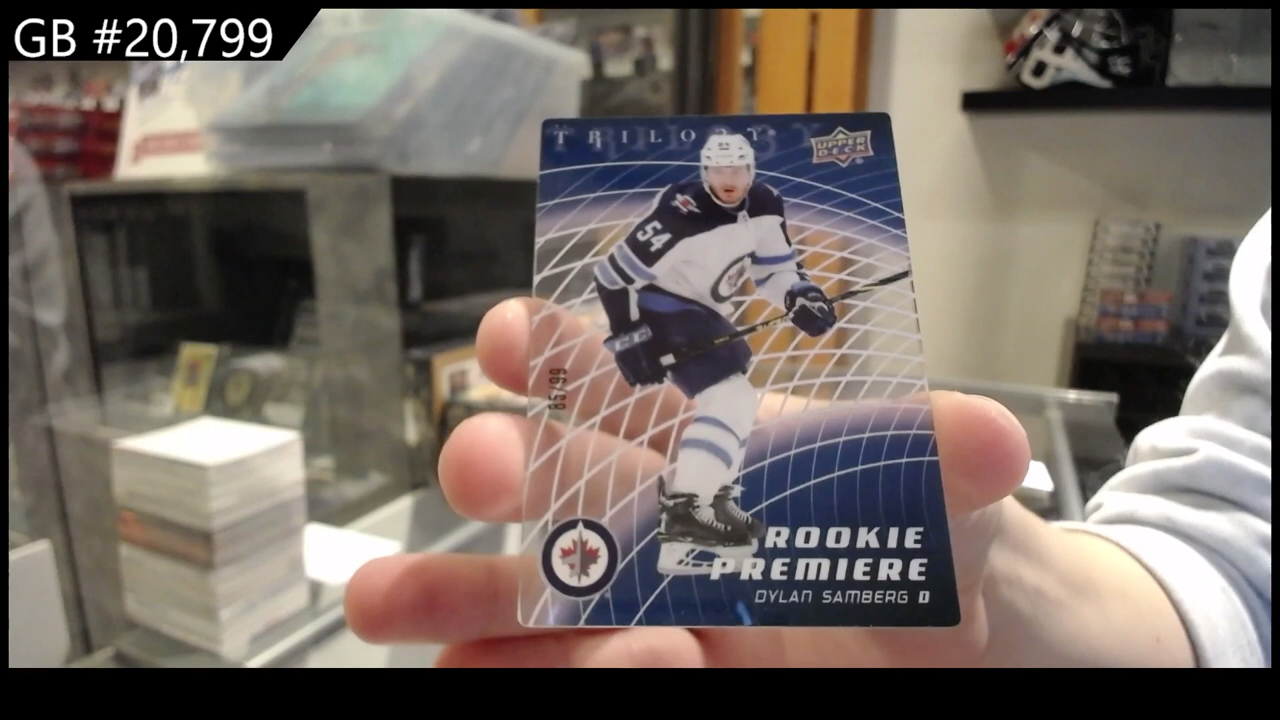 GB #20,799
TRILOGY
UPPER
DECK
54
85/99
ROOKIE
PREMIERE
DYLAN SAMBERG D